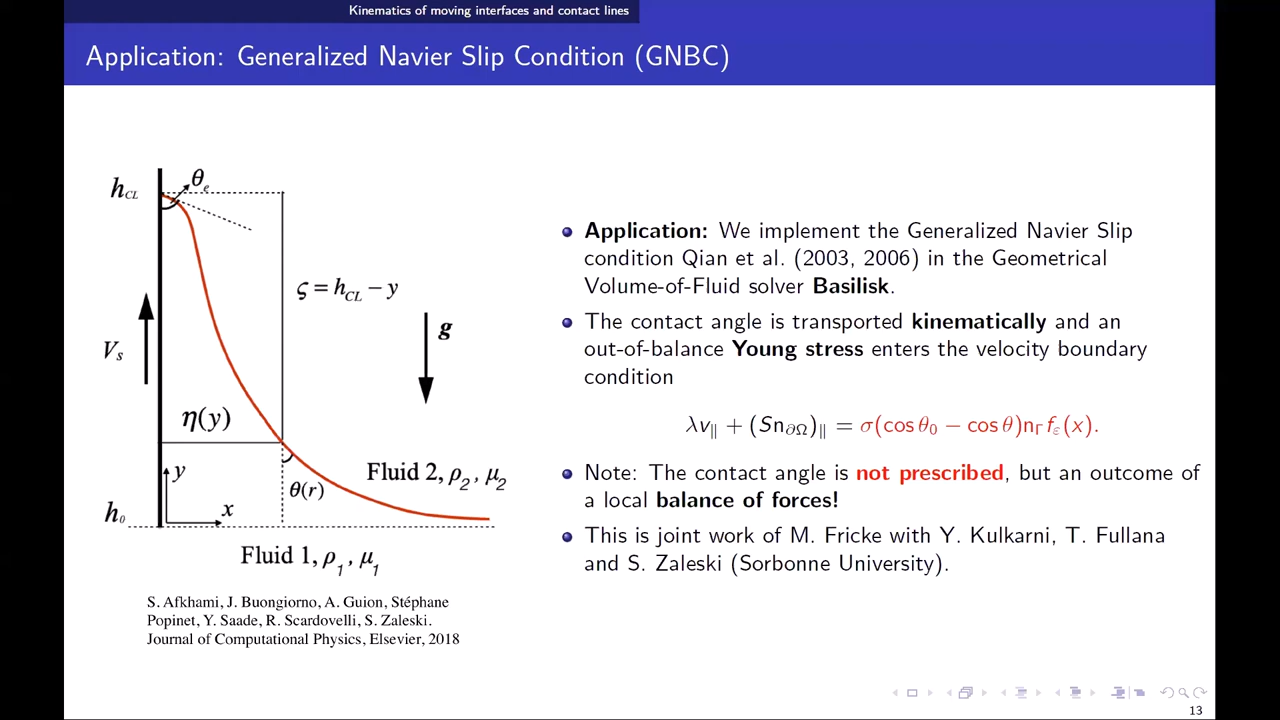 Kinematics of moving interfaces and contact lines
Application: Generalized Navier Slip Condition (GNBC)
h_CL
θ_e
ς = h_CL − y
g
V_s
η(y)
y
x
θ(r)
Fluid 2, ρ_2, μ_2
h_0
Fluid 1, ρ_1, μ_1
S. Afkhami, J. Buongiorno, A. Guion, Stéphane
Popinet, Y. Saade, R. Scardovelli, S. Zaleski.
Journal of Computational Physics, Elsevier, 2018
Application: We implement the Generalized Navier Slip
condition Qian et al. (2003, 2006) in the Geometrical
Volume-of-Fluid solver Basilisk.
The contact angle is transported kinematically and an
out-of-balance Young stress enters the velocity boundary
condition
λv_∥ + (Sn_∂Ω)_∥ = σ(cos θ_0 − cos θ)n_Γ f_ε(x).
Note: The contact angle is not prescribed, but an outcome of
a local balance of forces!
This is joint work of M. Fricke with Y. Kulkarni, T. Fullana
and S. Zaleski (Sorbonne University).
13